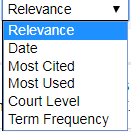 Relevance
Relevance
Date
Most Cited
Most Used
Court Level
Term Frequency